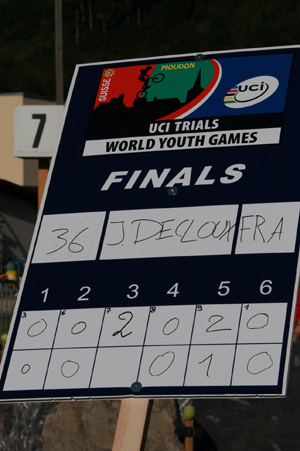 SUISSE
MOUDON
UCI
UCI TRIALS
WORLD YOUTH GAMES
7
FINALS
36 J. DECLOUX FRA
1 2 3 4 5 6
0 0 2 0 2 0
0 0 0 1 0